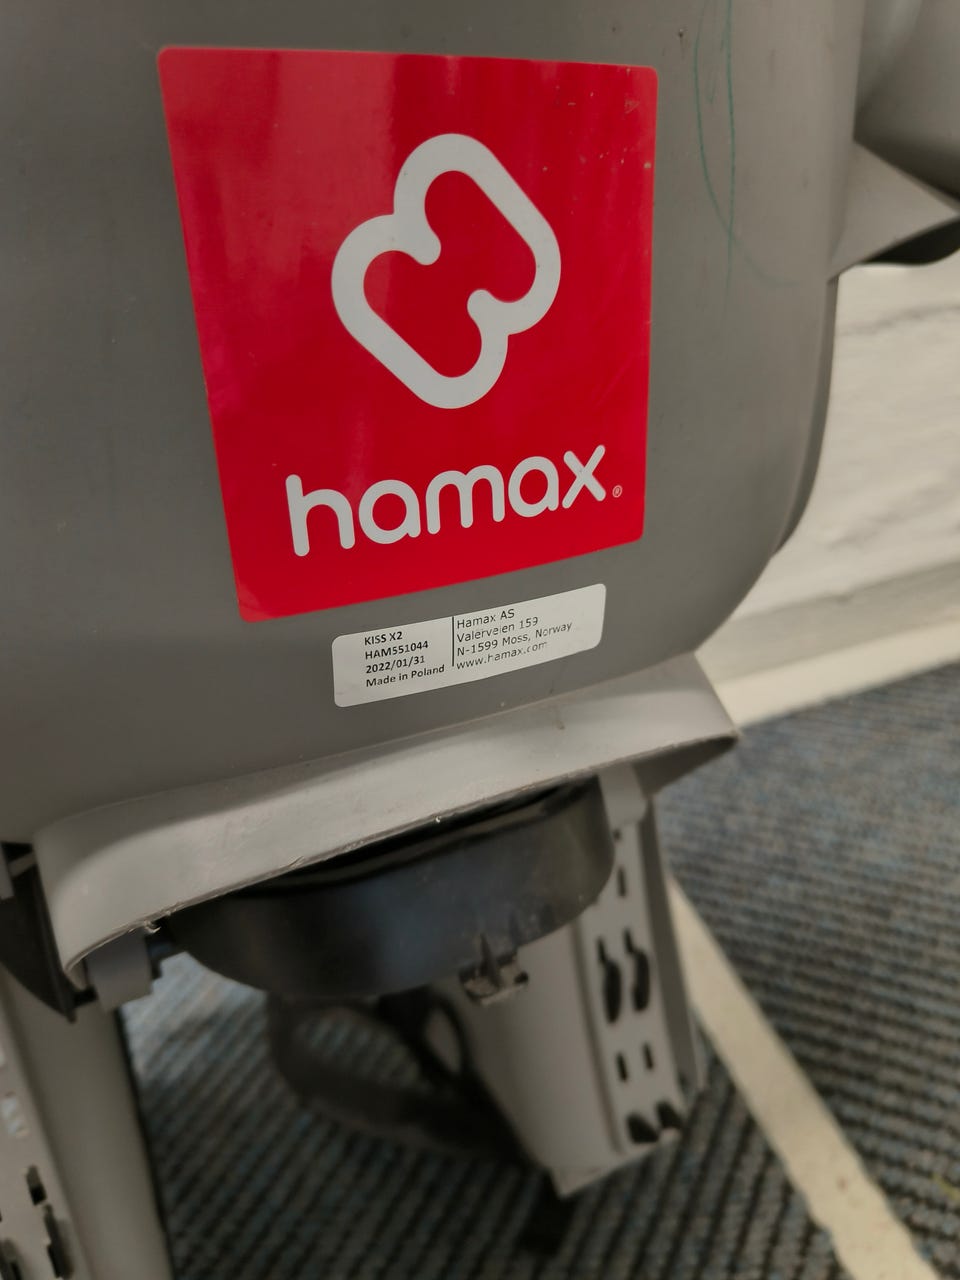 hamax®
KISS X2
HAM551044
2022/01/31
Made in Poland
Hamax AS
Valerveien 159
N-1599 Moss, Norway
www.hamax.com